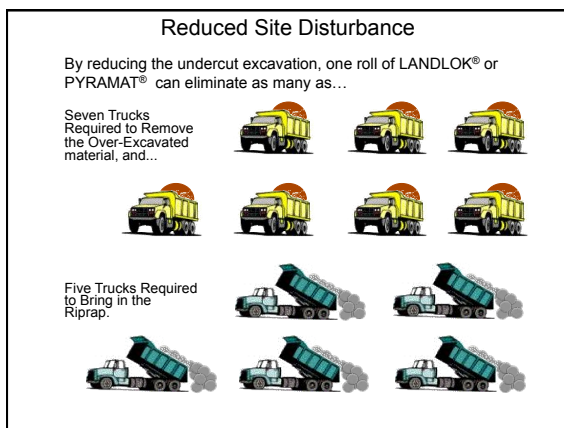 Reduced Site Disturbance
By reducing the undercut excavation, one roll of LANDLOK® or
PYRAMAT® can eliminate as many as…
Seven Trucks
Required to Remove
the Over-Excavated
material, and...
Five Trucks Required
to Bring in the
Riprap.